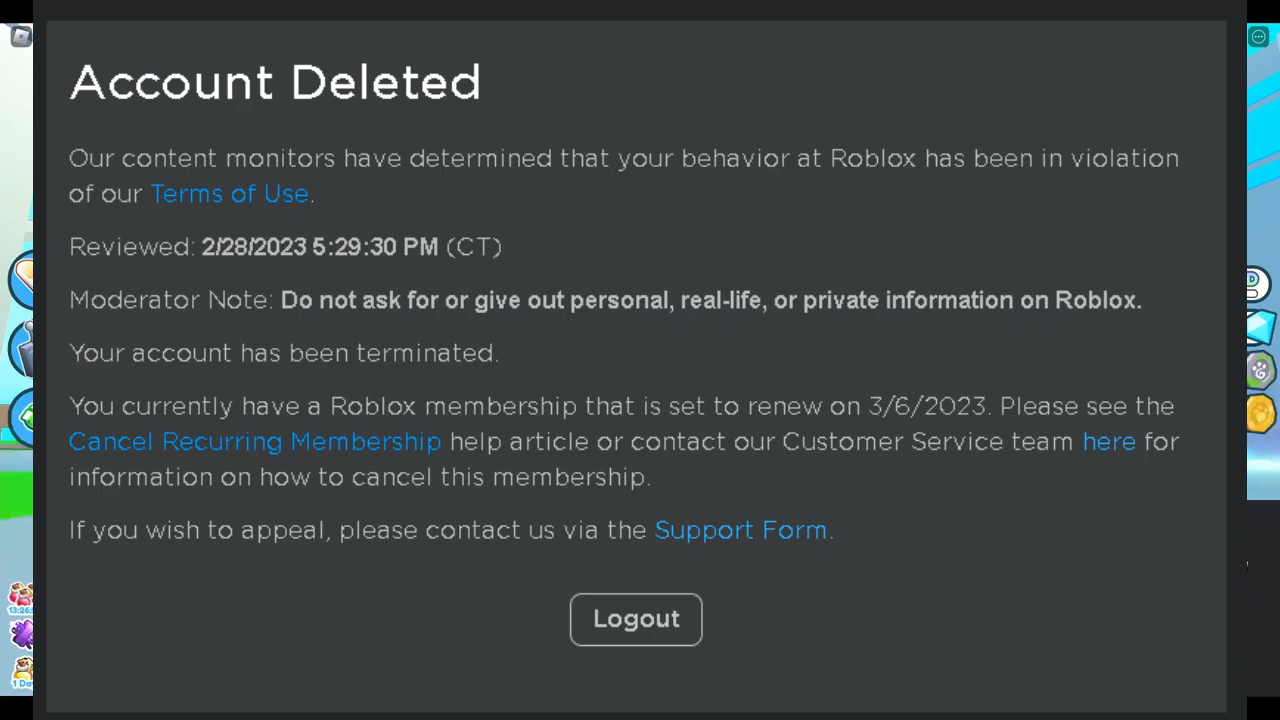 Account Deleted
Our content monitors have determined that your behavior at Roblox has been in violation
of our Terms of Use.
Reviewed: 2/28/2023 5:29:30 PM (CT)
Moderator Note: Do not ask for or give out personal, real-life, or private information on Roblox.
Your account has been terminated.
You currently have a Roblox membership that is set to renew on 3/6/2023. Please see the
Cancel Recurring Membership help article or contact our Customer Service team here for
information on how to cancel this membership.
If you wish to appeal, please contact us via the Support Form.
Logout